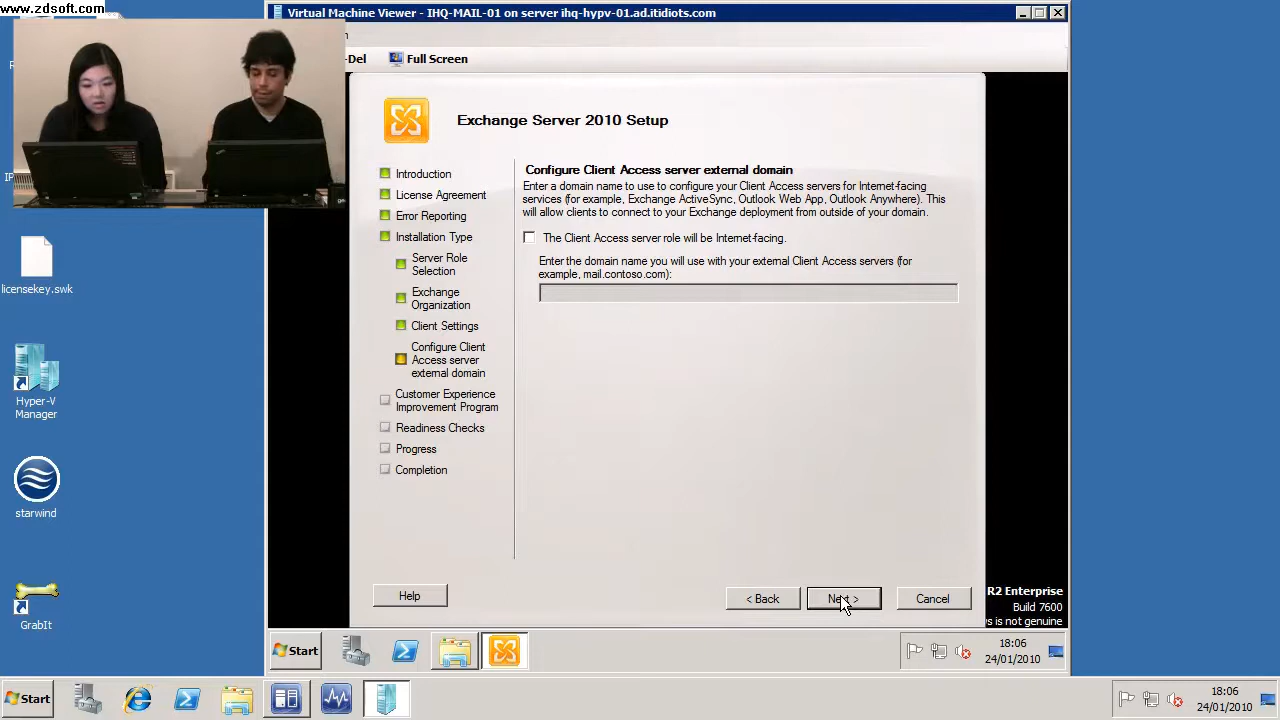 www.zdsoft.com
Virtual Machine Viewer - IHQ-MAIL-01 on server ihq-hypv-01.ad.itidiots.com
-Del
Full Screen
Exchange Server 2010 Setup
Introduction
License Agreement
Error Reporting
Installation Type
Server Role
Selection
Exchange
Organization
Client Settings
Configure Client
Access server
external domain
Customer Experience
Improvement Program
Readiness Checks
Progress
Completion
Configure Client Access server external domain
Enter a domain name to use to configure your Client Access servers for Internet-facing
services (for example, Exchange ActiveSync, Outlook Web App, Outlook Anywhere). This
will allow clients to connect to your Exchange deployment from outside of your domain.
The Client Access server role will be Internet-facing.
Enter the domain name you will use with your external Client Access servers (for
example, mail.contoso.com):
Help
< Back
Next >
Cancel
R2 Enterprise
Build 7600
s is not genuine
Start
18:06
24/01/2010
licensekey.swk
Hyper-V
Manager
starwind
GrabIt
Start
18:06
24/01/2010